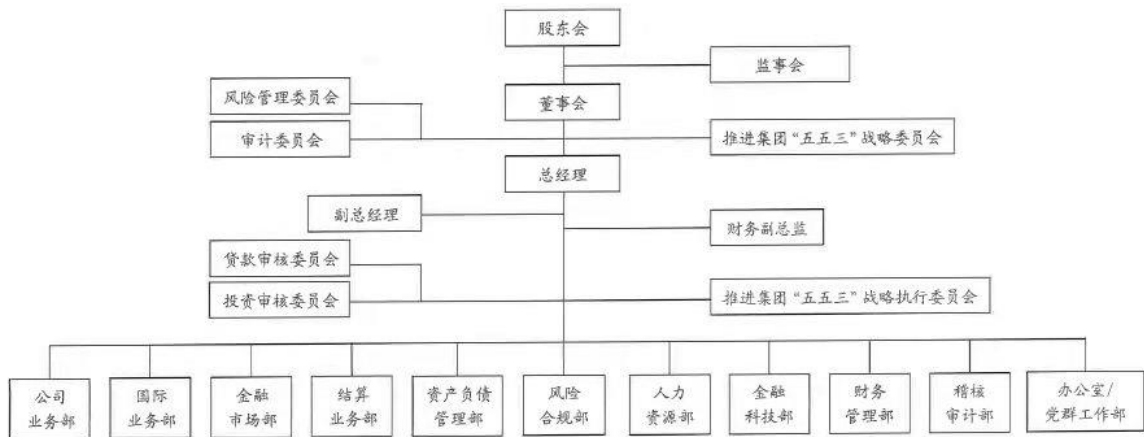 股东会
监事会
风险管理委员会
董事会
审计委员会
推进集团“五五三”战略委员会
总经理
副总经理
财务副总监
贷款审核委员会
投资审核委员会
推进集团“五五三”战略执行委员会
公司
业务部
国际
业务部
金融
市场部
结算
业务部
资产负债
管理部
风险
合规部
人力
资源部
金融
科技部
财务
管理部
稽核
审计部
办公室/
党群工作部